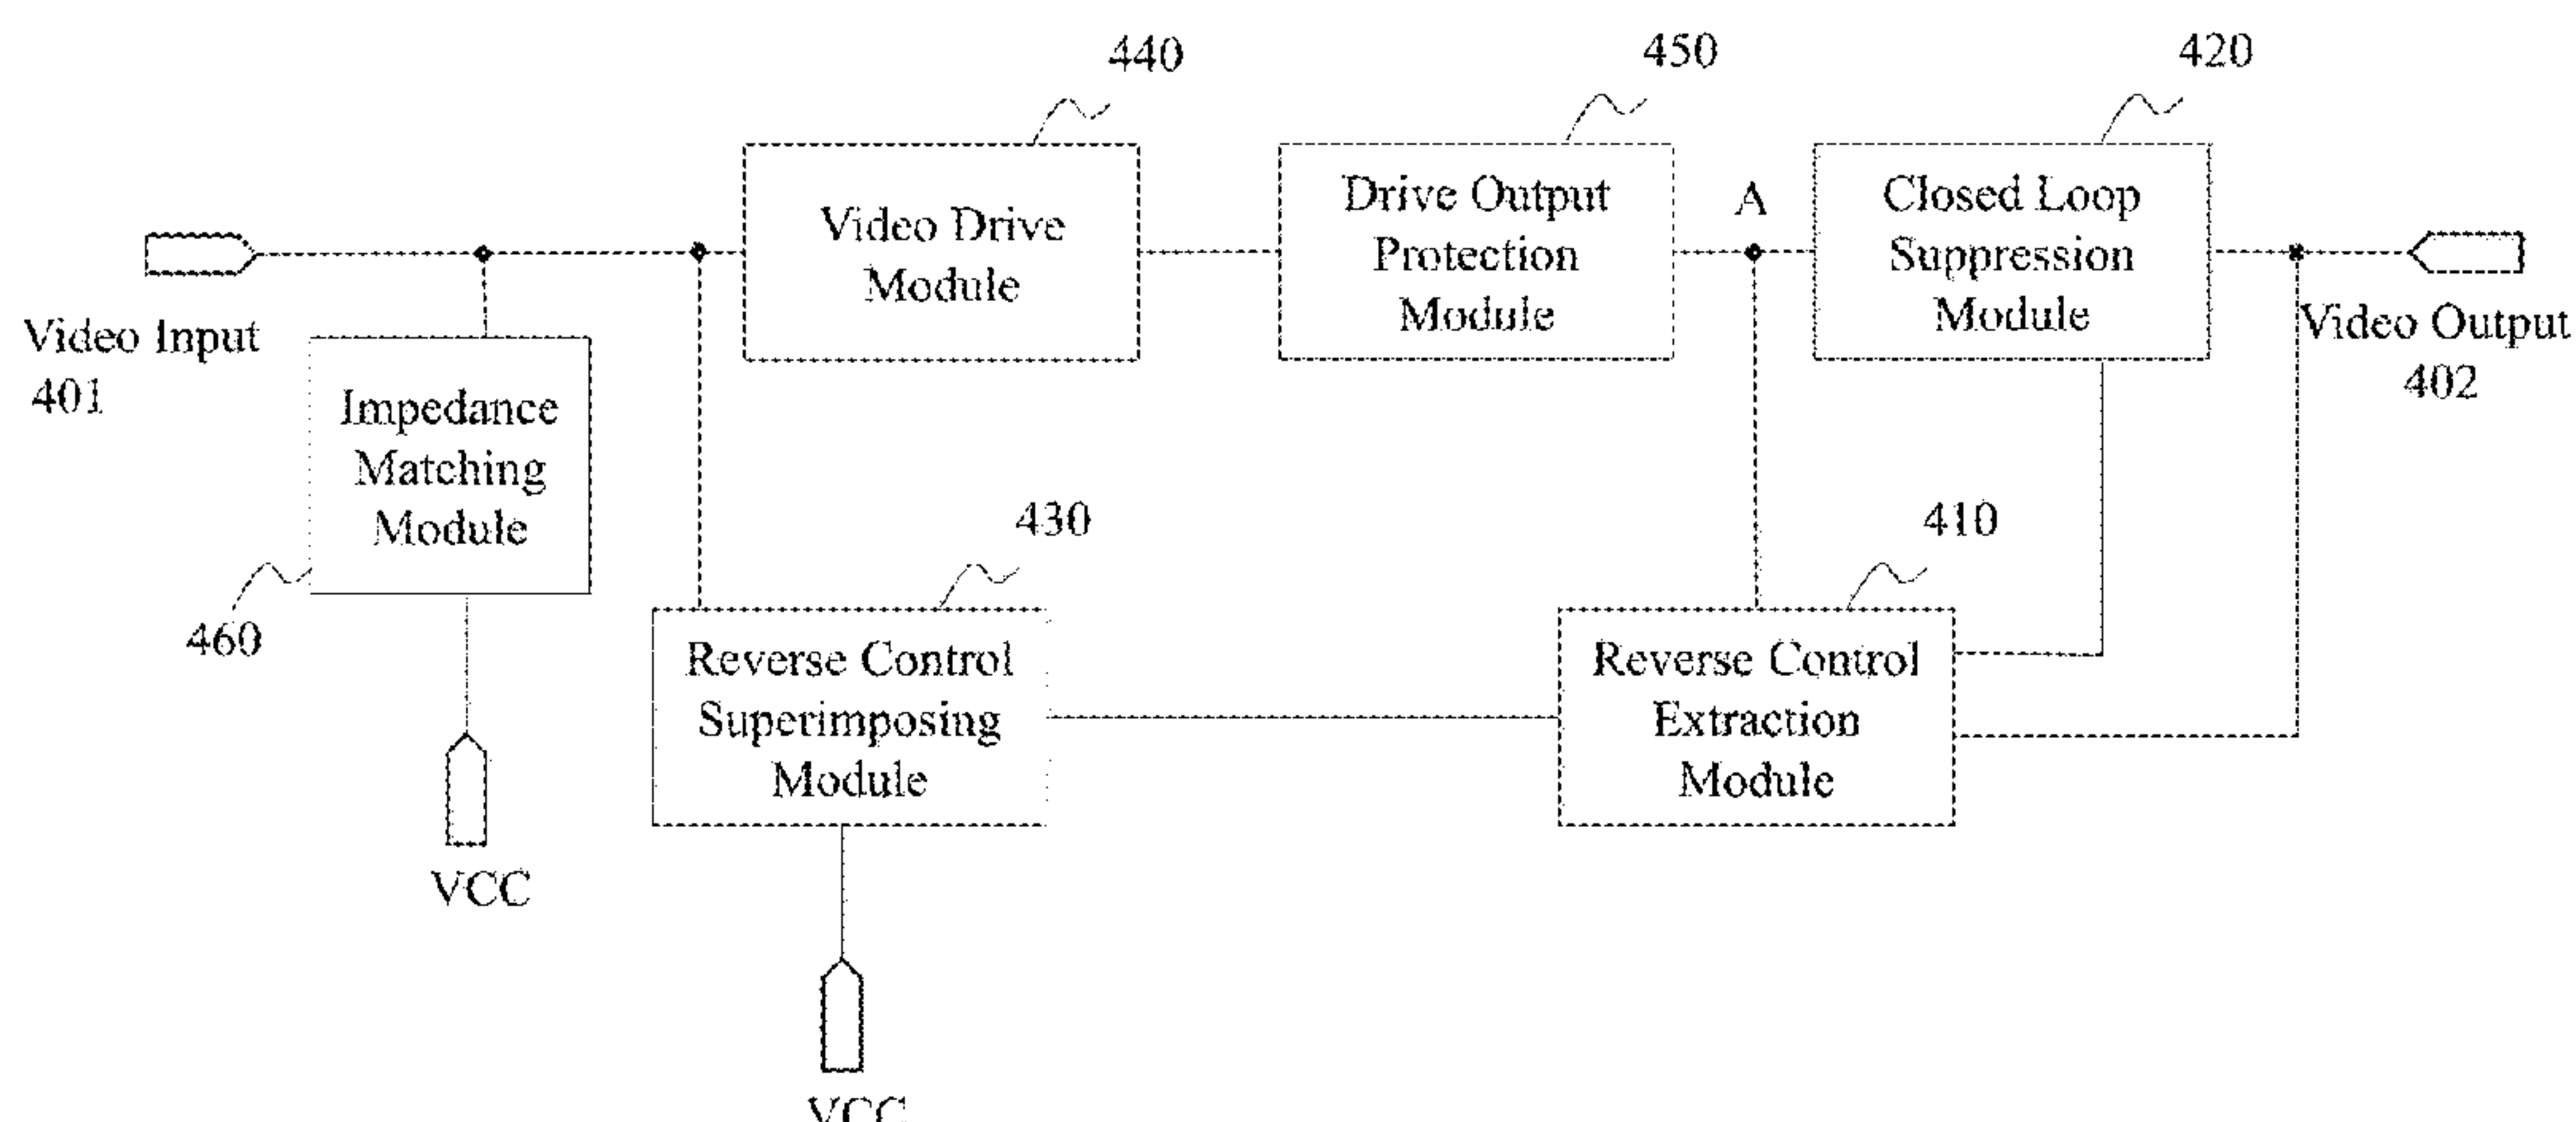 440
450
420
Video Drive
Module
Drive Output
Protection
Module
A
Closed Loop
Suppression
Module
Video Input
401
Video Output
402
Impedance
Matching
Module
460
430
410
Reverse Control
Superimposing
Module
Reverse Control
Extraction
Module
VCC
VCC